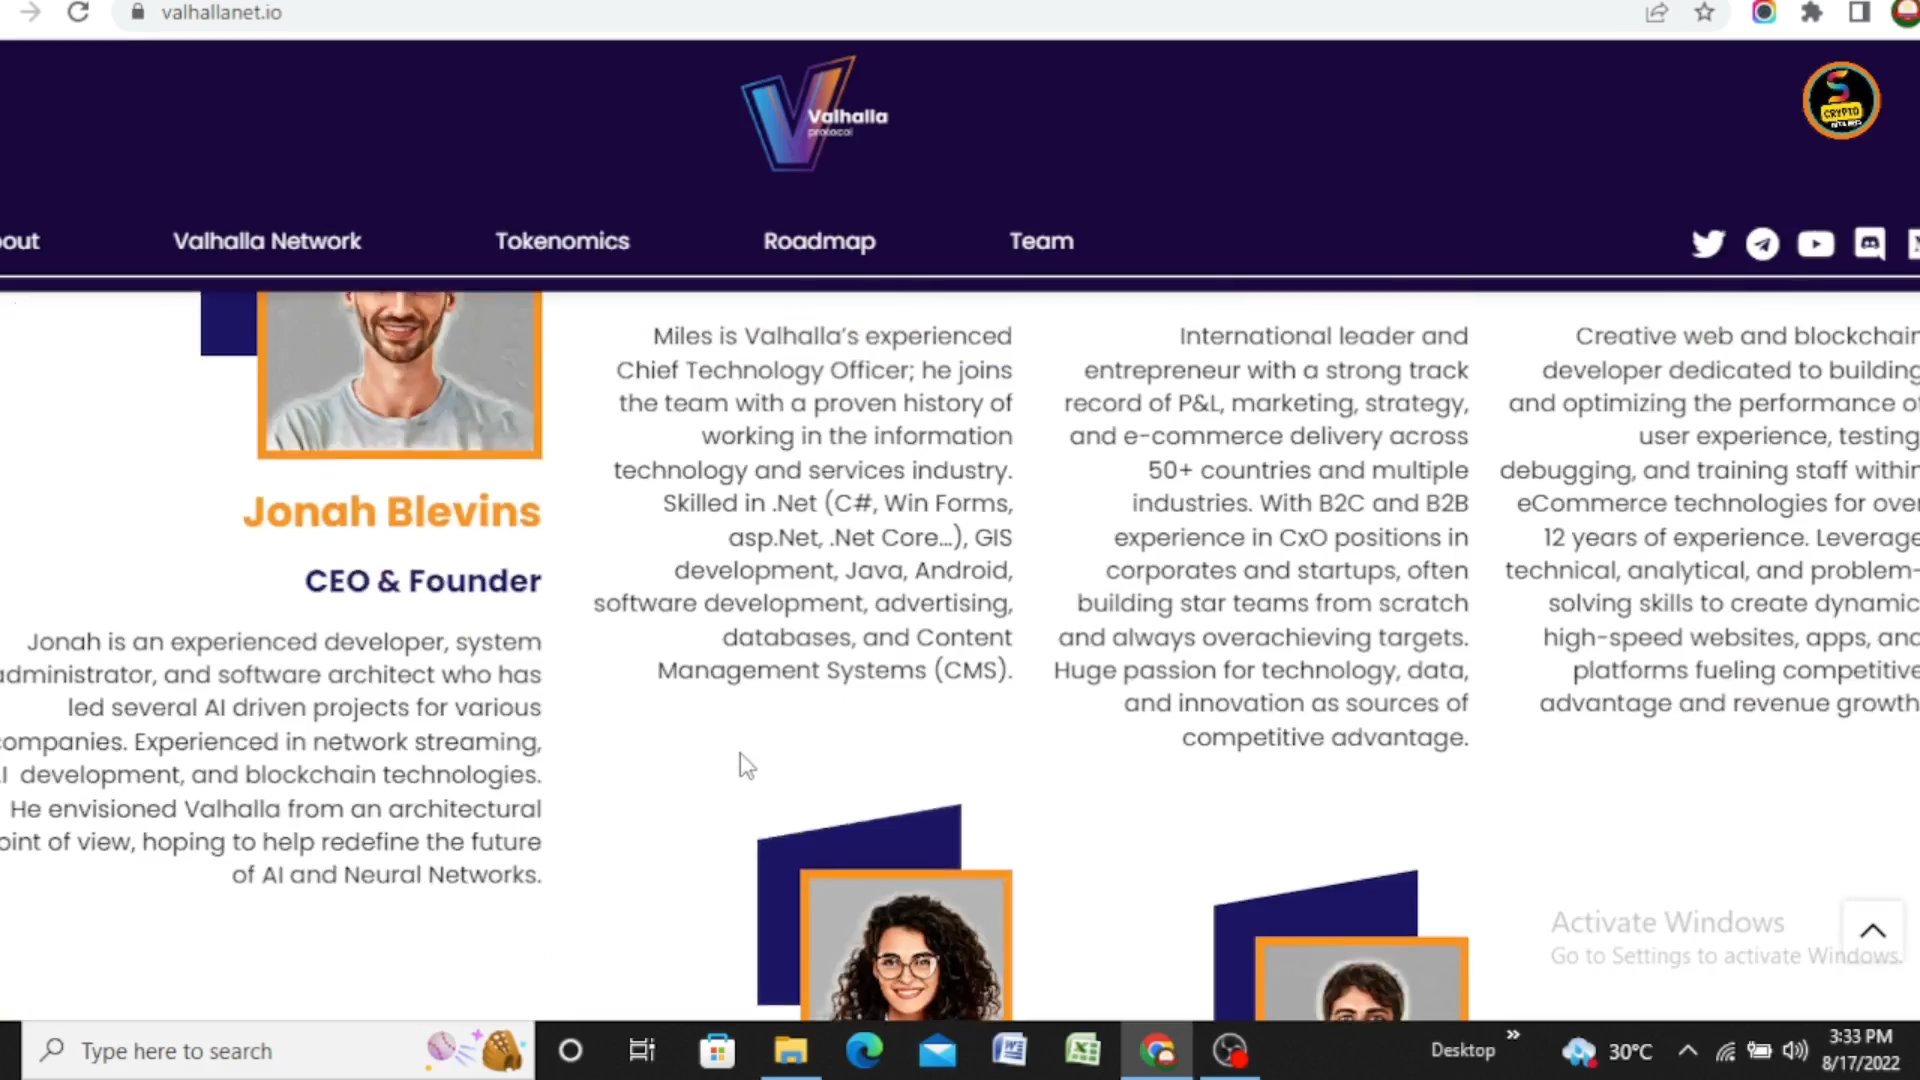 valhallanet.io
Valhalla
protocol
CRYPTO
out
Valhalla Network
Tokenomics
Roadmap
Team
Jonah Blevins
CEO & Founder
Jonah is an experienced developer, system
administrator, and software architect who has
led several AI driven projects for various
companies. Experienced in network streaming,
I development, and blockchain technologies.
He envisioned Valhalla from an architectural
oint of view, hoping to help redefine the future
of AI and Neural Networks.
Miles is Valhalla’s experienced
Chief Technology Officer; he joins
the team with a proven history of
working in the information
technology and services industry.
Skilled in .Net (C#, Win Forms,
asp.Net, .Net Core...), GIS
development, Java, Android,
software development, advertising,
databases, and Content
Management Systems (CMS).
International leader and
entrepreneur with a strong track
record of P&L, marketing, strategy,
and e-commerce delivery across
50+ countries and multiple
industries. With B2C and B2B
experience in CxO positions in
corporates and startups, often
building star teams from scratch
and always overachieving targets.
Huge passion for technology, data,
and innovation as sources of
competitive advantage.
Creative web and blockchain
developer dedicated to building
and optimizing the performance of
user experience, testing
debugging, and training staff within
eCommerce technologies for over
12 years of experience. Leverage
technical, analytical, and problem-
solving skills to create dynamic
high-speed websites, apps, and
platforms fueling competitive
advantage and revenue growth
Activate Windows
Go to Settings to activate Windows.
Type here to search
Desktop
30°C
3:33 PM
8/17/2022